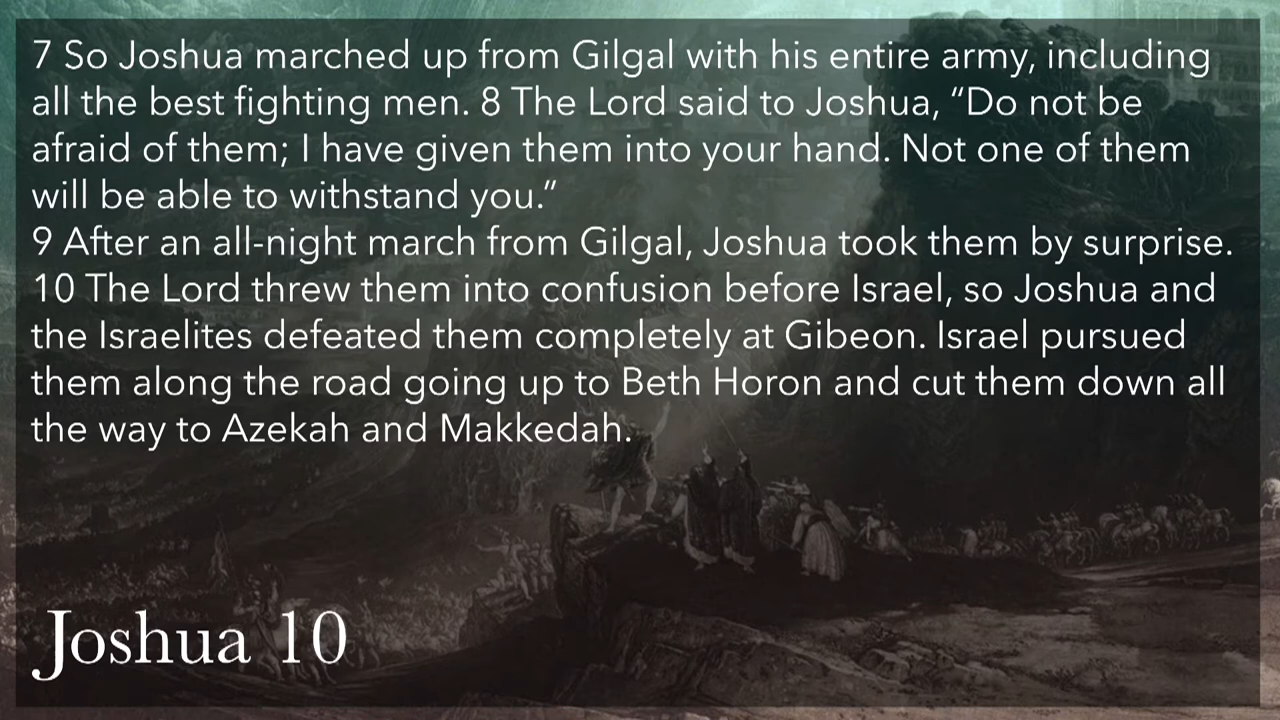 7 So Joshua marched up from Gilgal with his entire army, including
all the best fighting men. 8 The Lord said to Joshua, “Do not be
afraid of them; I have given them into your hand. Not one of them
will be able to withstand you.”
9 After an all-night march from Gilgal, Joshua took them by surprise.
10 The Lord threw them into confusion before Israel, so Joshua and
the Israelites defeated them completely at Gibeon. Israel pursued
them along the road going up to Beth Horon and cut them down all
the way to Azekah and Makkedah.
Joshua 10